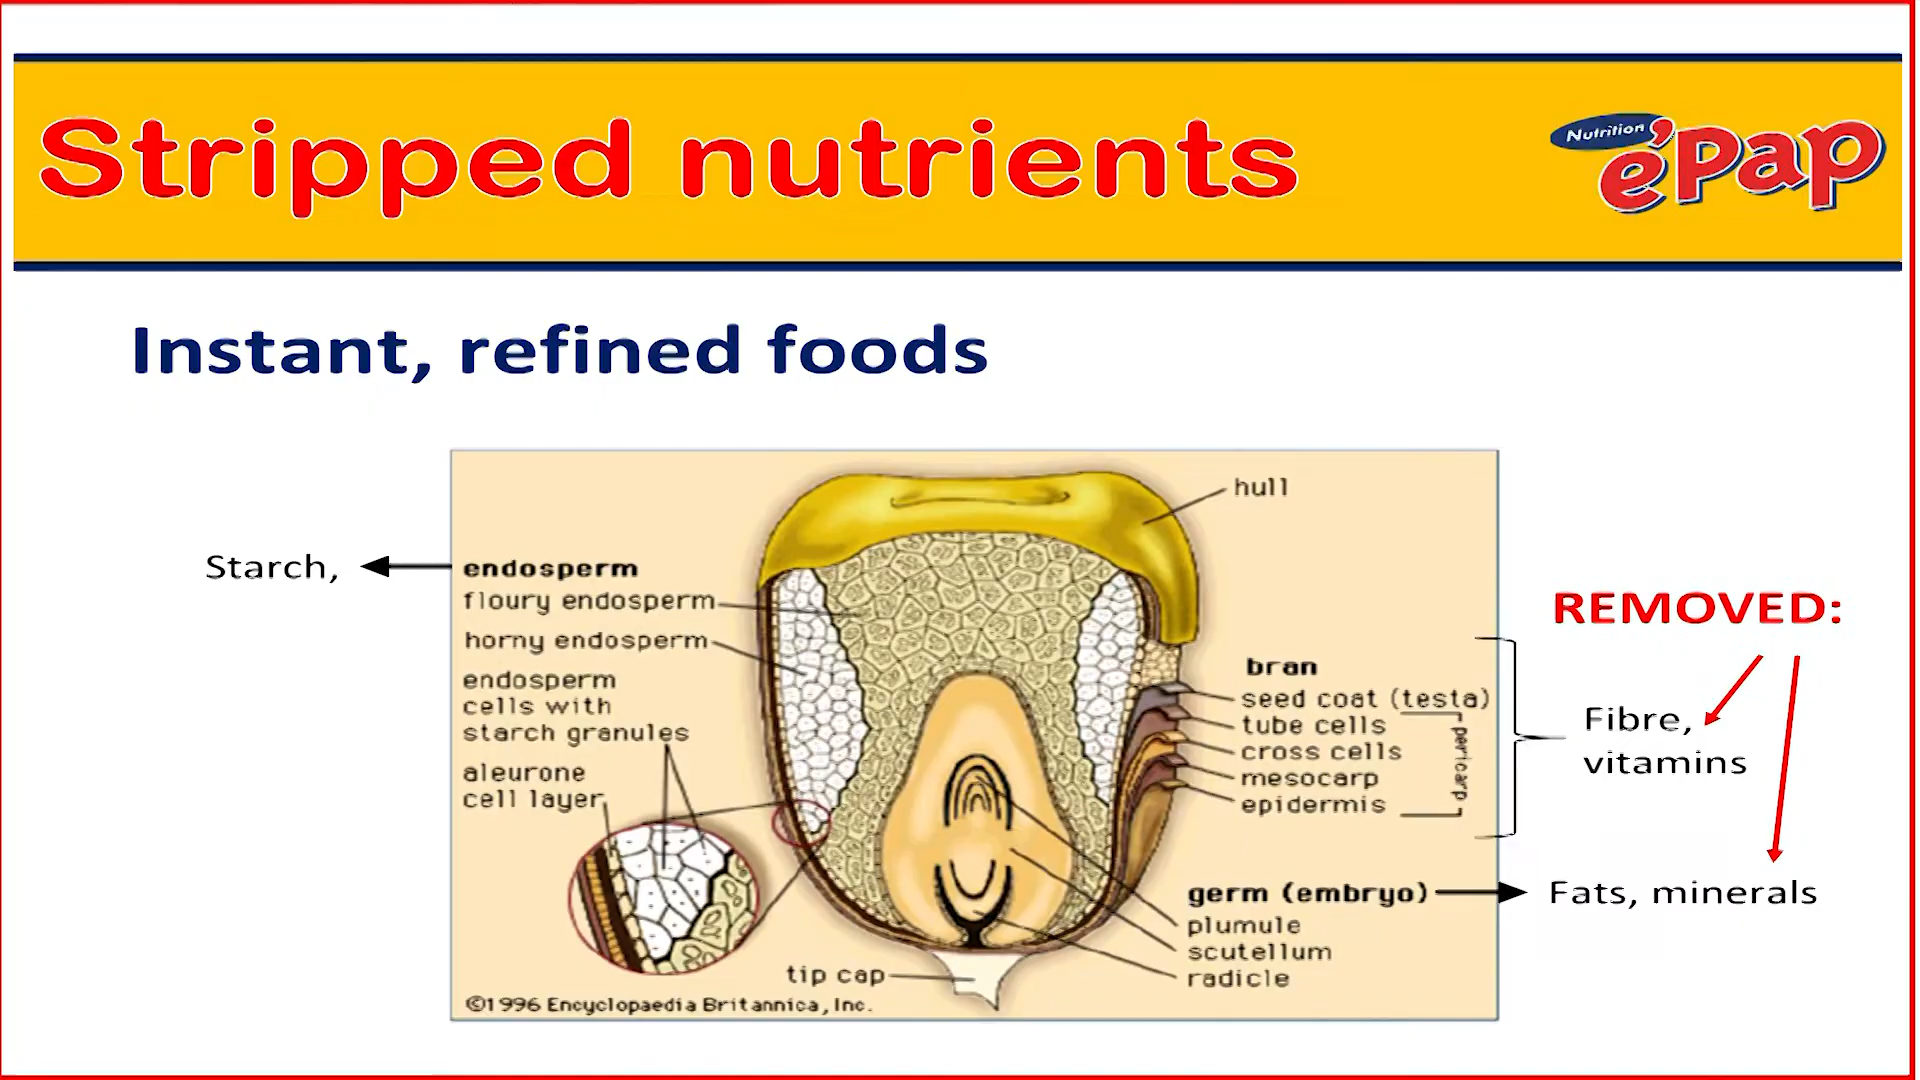 Stripped nutrients
Nutrition
e'Pap
Instant, refined foods
Starch,
endosperm
floury endosperm
horny endosperm
endosperm
cells with
starch granules
aleurone
cell layer
tip cap
©1996 Encyclopaedia Britannica, Inc.
hull
bran
seed coat (testa)
tube cells
cross cells
mesocarp
epidermis
pericarp
germ (embryo)
plumule
scutellum
radicle
REMOVED:
Fibre,
vitamins
Fats, minerals